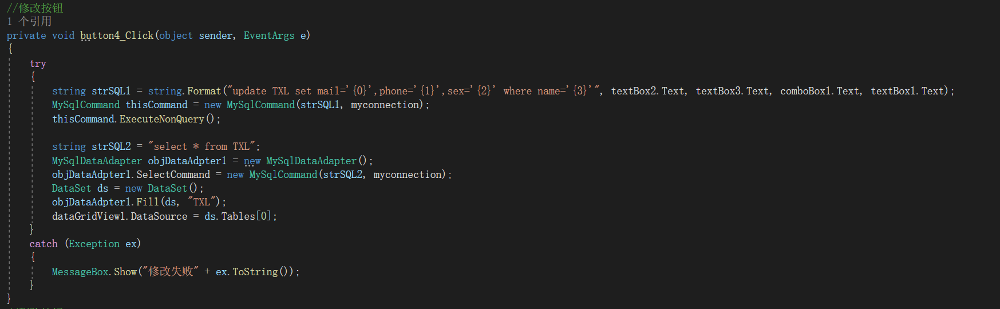 //修改按钮
1 个引用
private void button4_Click(object sender, EventArgs e)
{
try
{
string strSQL1 = string.Format("update TXL set mail='{0}',phone='{1}',sex='{2}' where name='{3}'", textBox2.Text, textBox3.Text, comboBox1.Text, textBox1.Text);
MySqlCommand thisCommand = new MySqlCommand(strSQL1, myconnection);
thisCommand.ExecuteNonQuery();
string strSQL2 = "select * from TXL";
MySqlDataAdapter objDataAdpter1 = new MySqlDataAdapter();
objDataAdpter1.SelectCommand = new MySqlCommand(strSQL2, myconnection);
DataSet ds = new DataSet();
objDataAdpter1.Fill(ds, "TXL");
dataGridView1.DataSource = ds.Tables[0];
}
catch (Exception ex)
{
MessageBox.Show("修改失败" + ex.ToString());
}
}